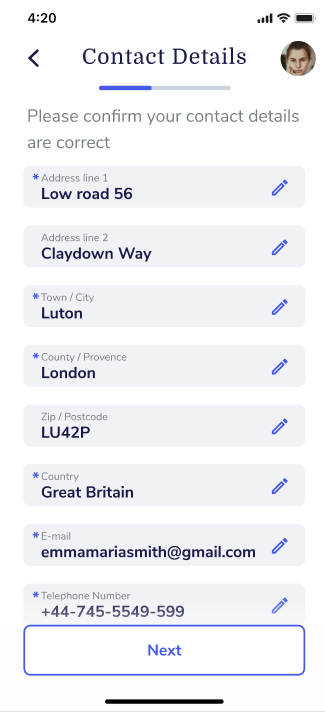 4:20
Contact Details
Please confirm your contact details
are correct
* Address line 1
Low road 56
Address line 2
Claydown Way
* Town / City
Luton
* County / Provence
London
Zip / Postcode
LU42P
* Country
Great Britain
* E-mail
emmamariasmith@gmail.com
* Telephone Number
+44-745-5549-599
Next